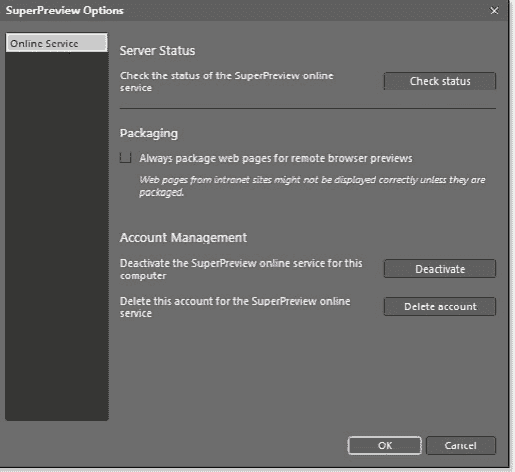 SuperPreview Options
Online Service
Server Status
Check the status of the SuperPreview online
service
Check status
Packaging
Always package web pages for remote browser previews
Web pages from intranet sites might not be displayed correctly unless they are
packaged.
Account Management
Deactivate the SuperPreview online service for this
computer
Deactivate
Delete this account for the SuperPreview online
service
Delete account
OK
Cancel